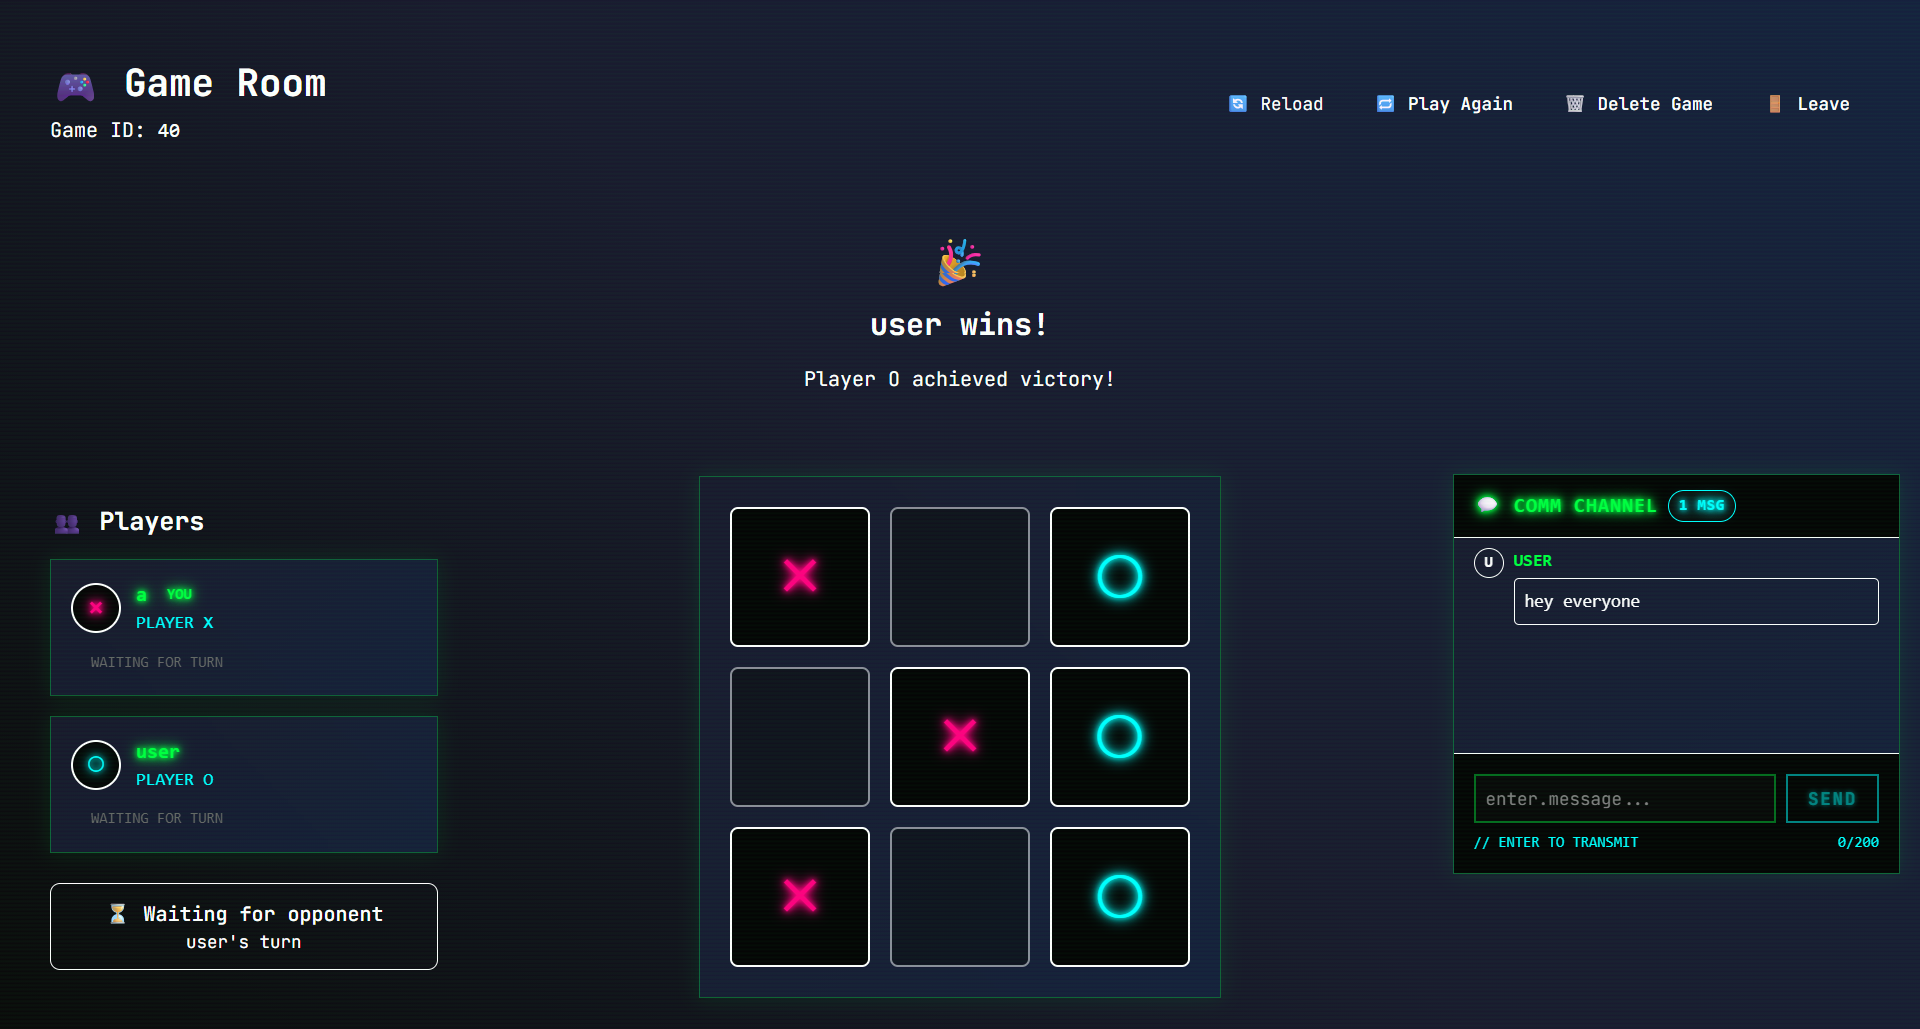 Game Room
Game ID: 40
Reload
Play Again
Delete Game
Leave
user wins!
Player O achieved victory!
Players
a YOU
PLAYER X
WAITING FOR TURN
user
PLAYER O
WAITING FOR TURN
Waiting for opponent
user's turn
COMM CHANNEL 1 MSG
U USER
hey everyone
enter.message... SEND
// ENTER TO TRANSMIT 0/200